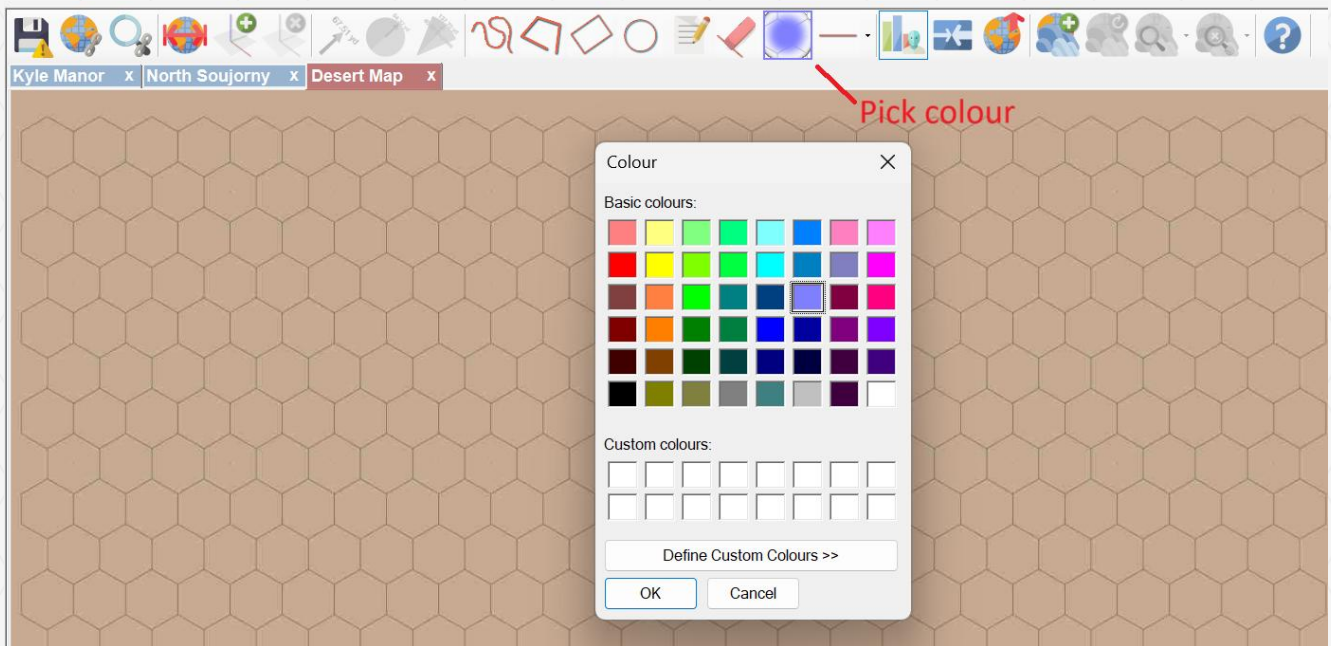 Kyle Manor x North Soujorny x Desert Map x
Pick colour
Colour
Basic colours:
Custom colours:
Define Custom Colours >>
OK Cancel